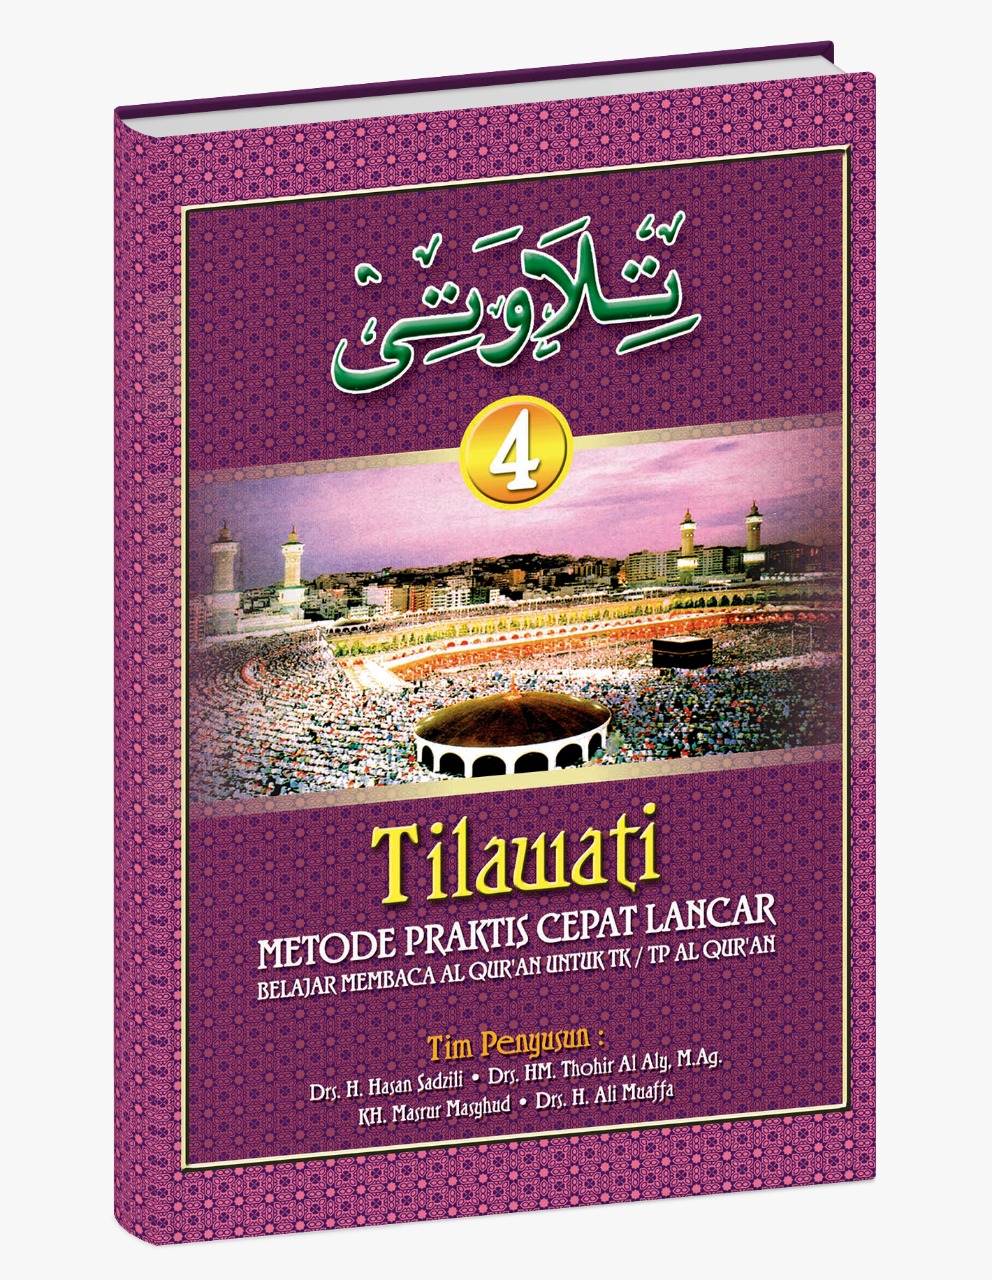 تِلَاوَتِىْ
4
Tilawati
METODE PRAKTIS CEPAT LANCAR
BELAJAR MEMBACA AL QUR'AN UNTUK TK / TP AL QUR'AN
Tim Penyusun :
Drs. H. Hasan Sadzili • Drs. HM. Thohir Al Aly, M.Ag.
KH. Masrur Masyhud • Drs. H. Ali Muaffa